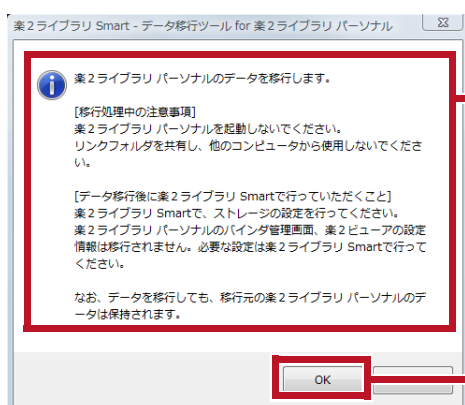 楽２ライブラリ Smart - データ移行ツール for 楽２ライブラリ パーソナル
楽２ライブラリ パーソナルのデータを移行します。
[移行処理中の注意事項]
楽２ライブラリ パーソナルを起動しないでください。
リンクフォルダを共有し、他のコンピュータから使用しないでくださ
い。
[データ移行後に楽２ライブラリ Smartで行っていただくこと]
楽２ライブラリ Smartで、ストレージの設定を行ってください。
楽２ライブラリ パーソナルのバインダ管理画面、楽２ビューアの設定
情報は移行されません。必要な設定は楽２ライブラリ Smartで行って
ください。
なお、データを移行しても、移行元の楽２ライブラリ パーソナルのデ
ータは保持されます。
OK